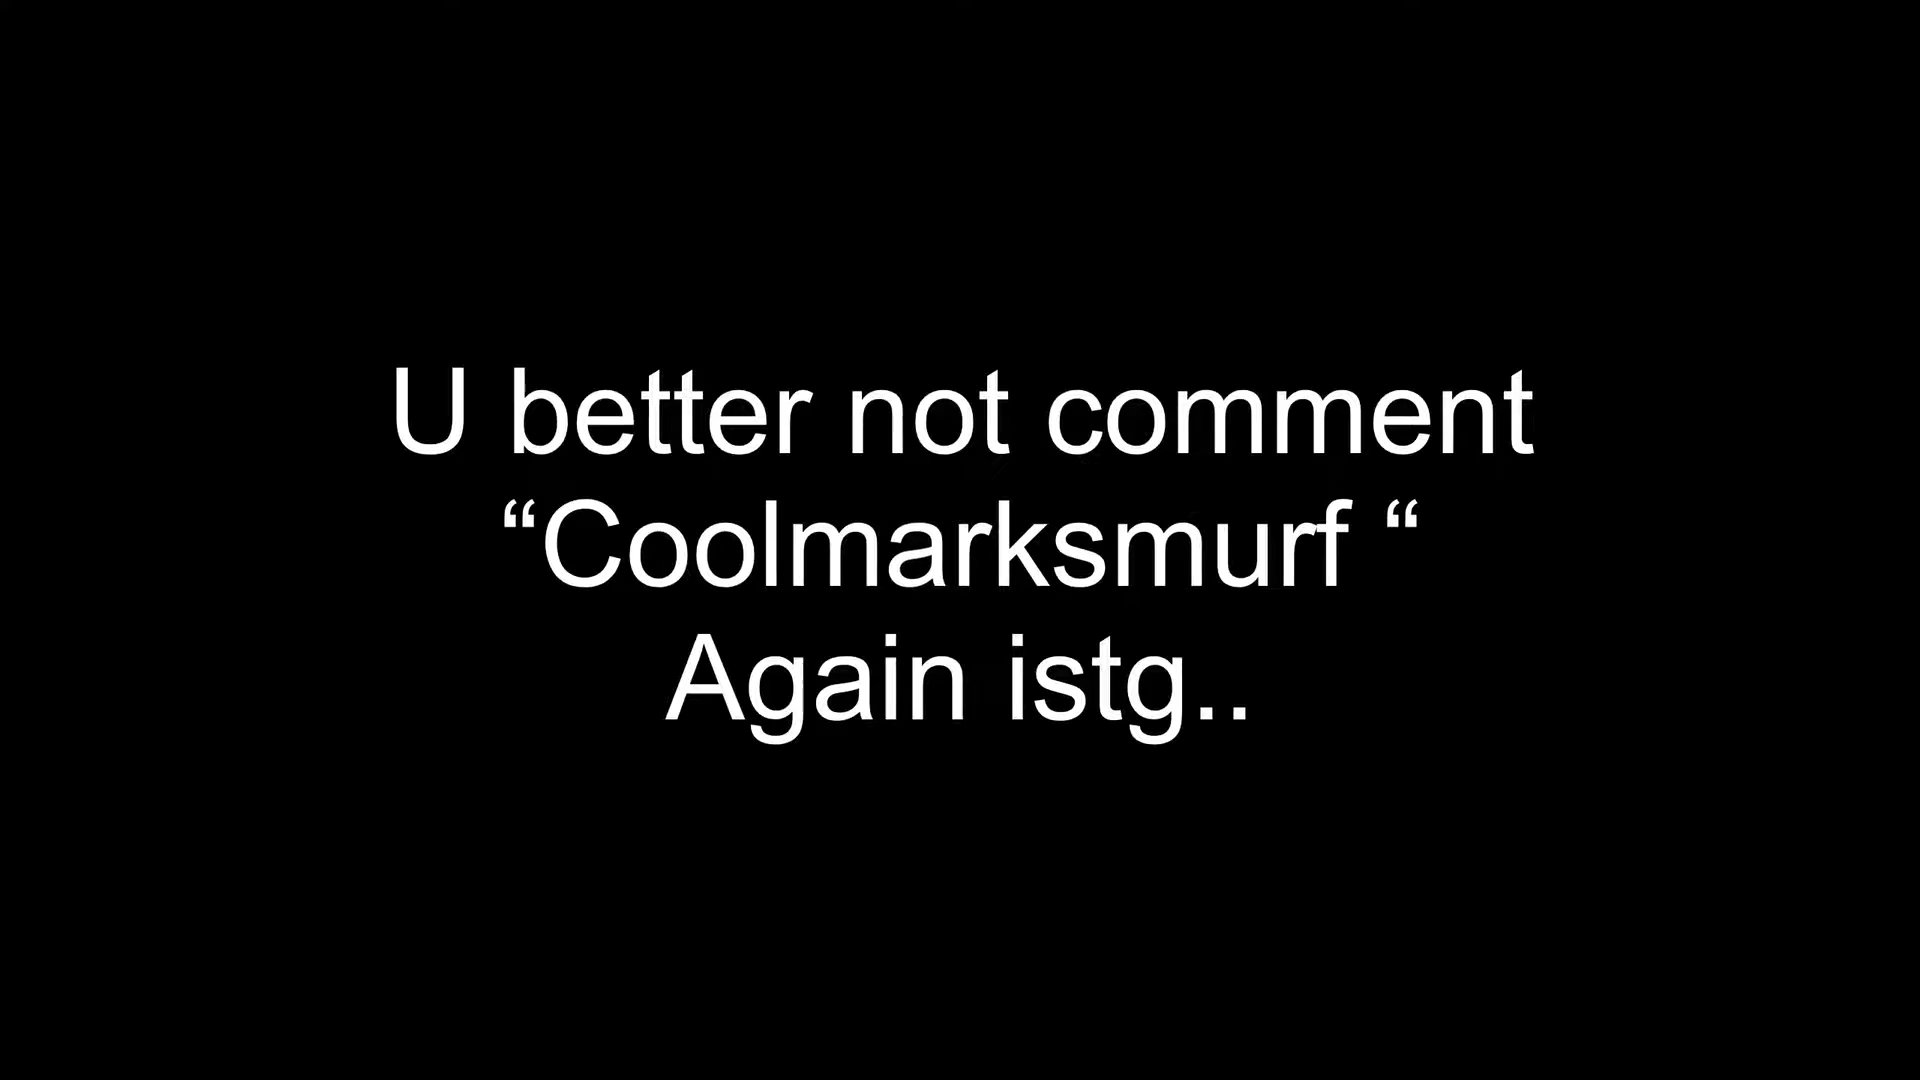 U better not comment
“Coolmarksmurf “
Again istg..